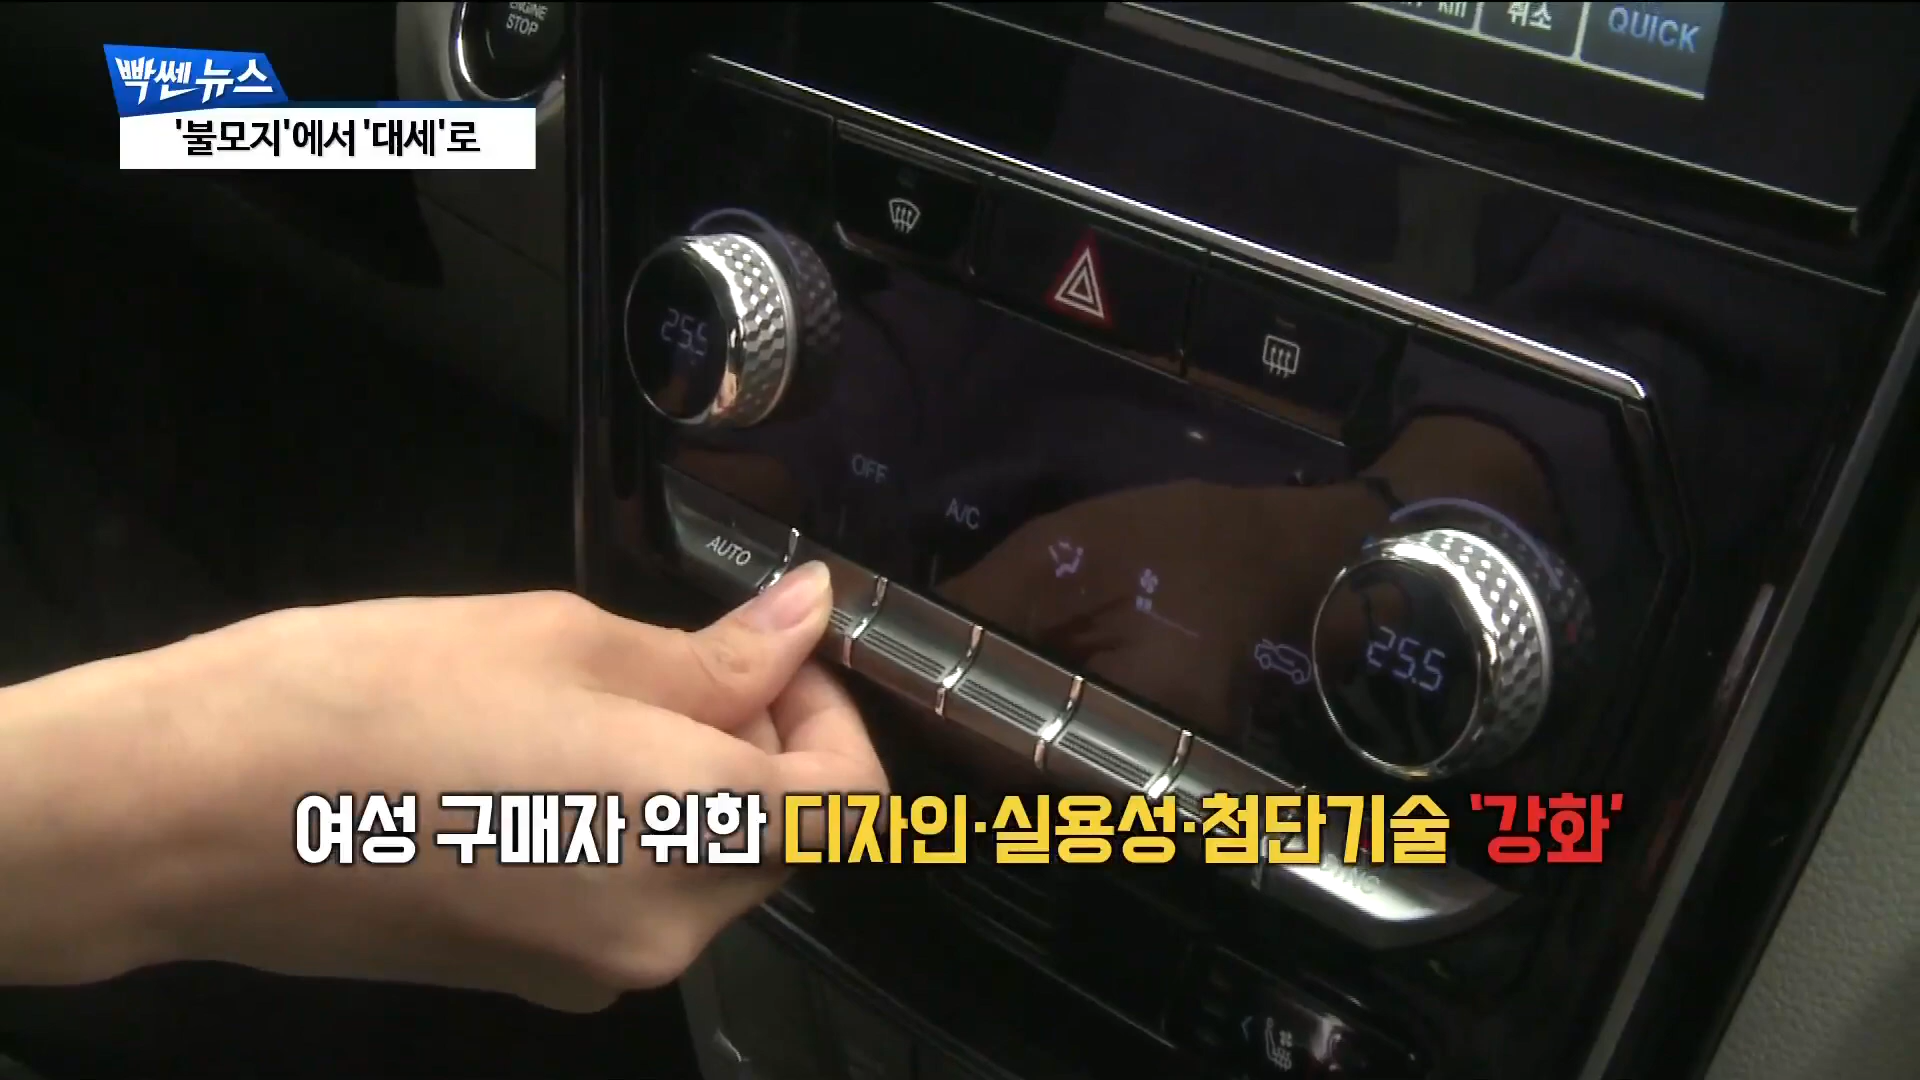 ENGINE
STOP
km 취소 QUICK
빡쎈뉴스
'불모지'에서 '대세'로
25.5
OFF
A/C
AUTO
25.5
여성 구매자 위한 디자인·실용성·첨단기술 '강화'